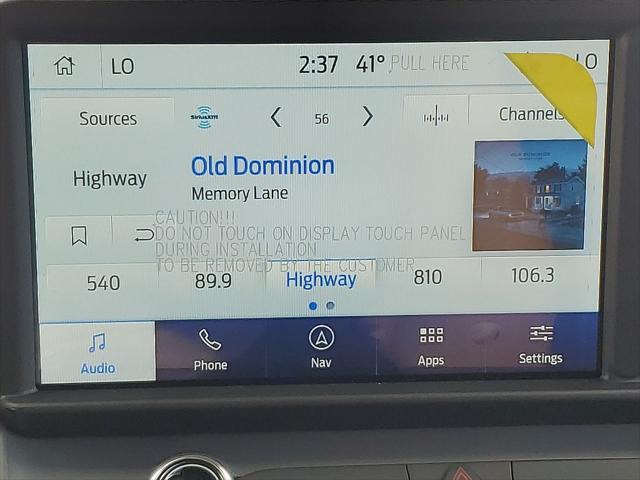 LO 2:37 41° PULL HERE LO
Sources SiriusXM 56 Channels
Highway Old Dominion
Memory Lane
CAUTION!!!
DO NOT TOUCH ON DISPLAY TOUCH PANEL
DURING INSTALLATION
TO BE REMOVED BY THE CUSTOMER
540 89.9 Highway 810 106.3
Audio Phone Nav Apps Settings
OLD DOMINION